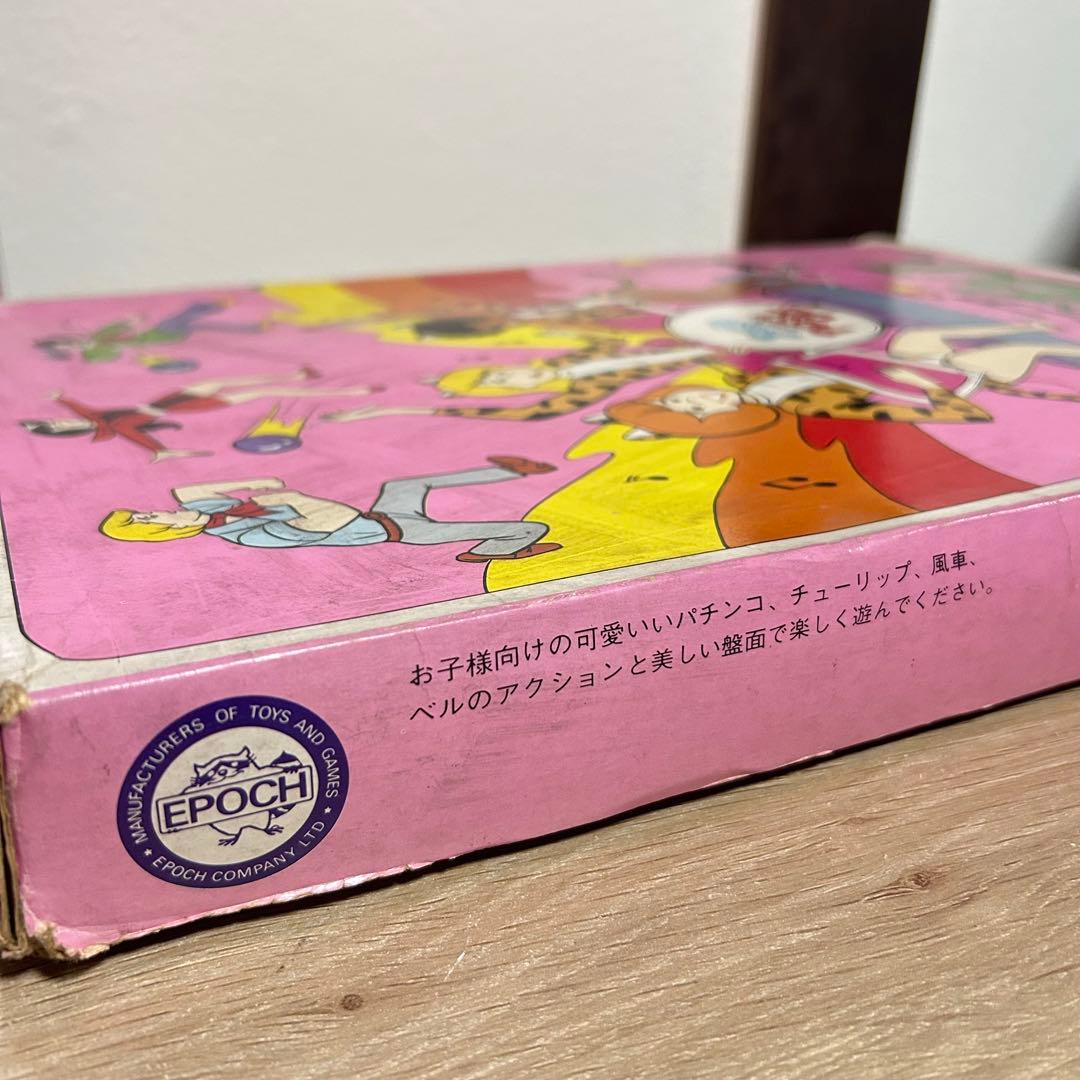 お子様向けの可愛いいパチンコ、チューリップ、風車、
ベルのアクションと美しい盤面で楽しく遊んでください。
MANUFACTURERS OF TOYS AND GAMES
EPOCH
★ EPOCH COMPANY LTD ★